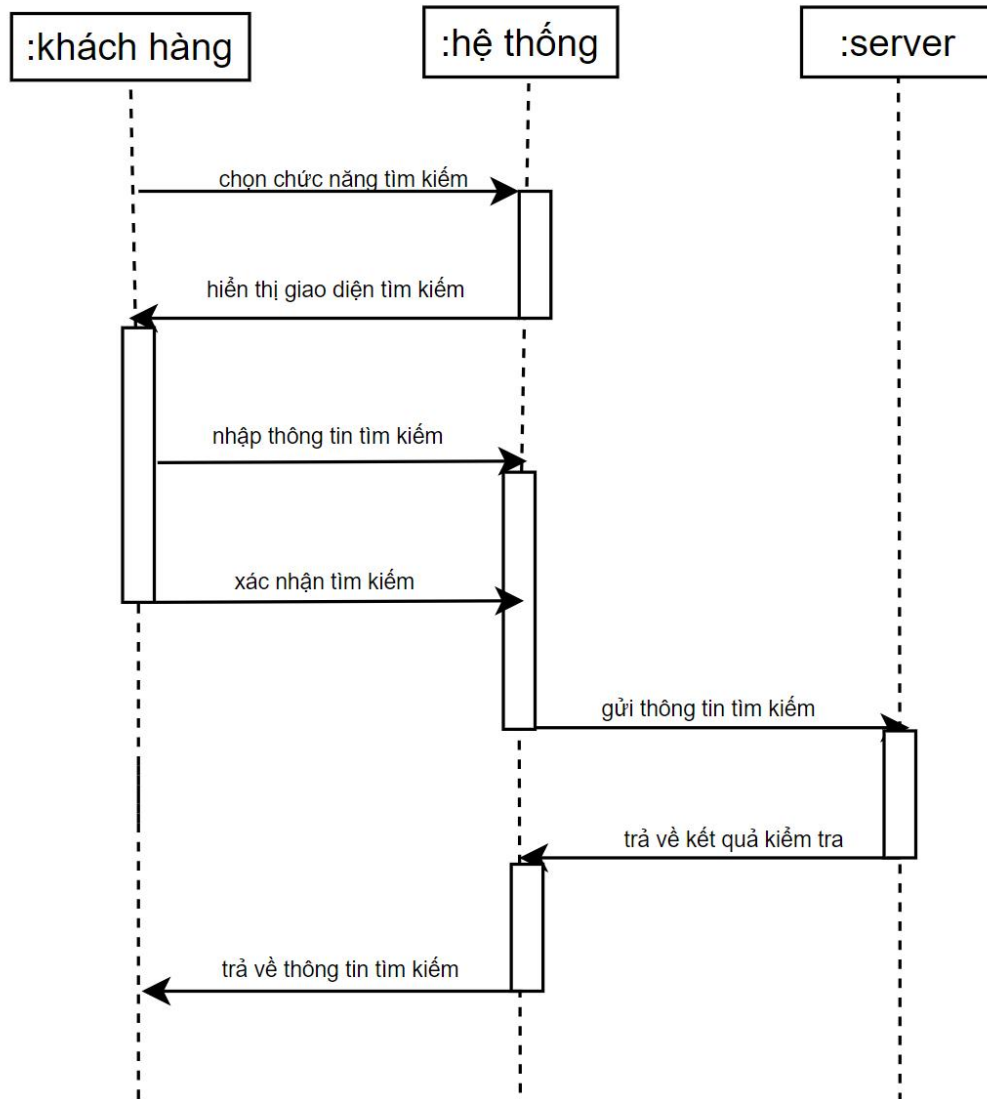 :khách hàng
:hệ thống
:server
chọn chức năng tìm kiếm
hiển thị giao diện tìm kiếm
nhập thông tin tìm kiếm
xác nhận tìm kiếm
gửi thông tin tìm kiếm
trả về kết quả kiểm tra
trả về thông tin tìm kiếm